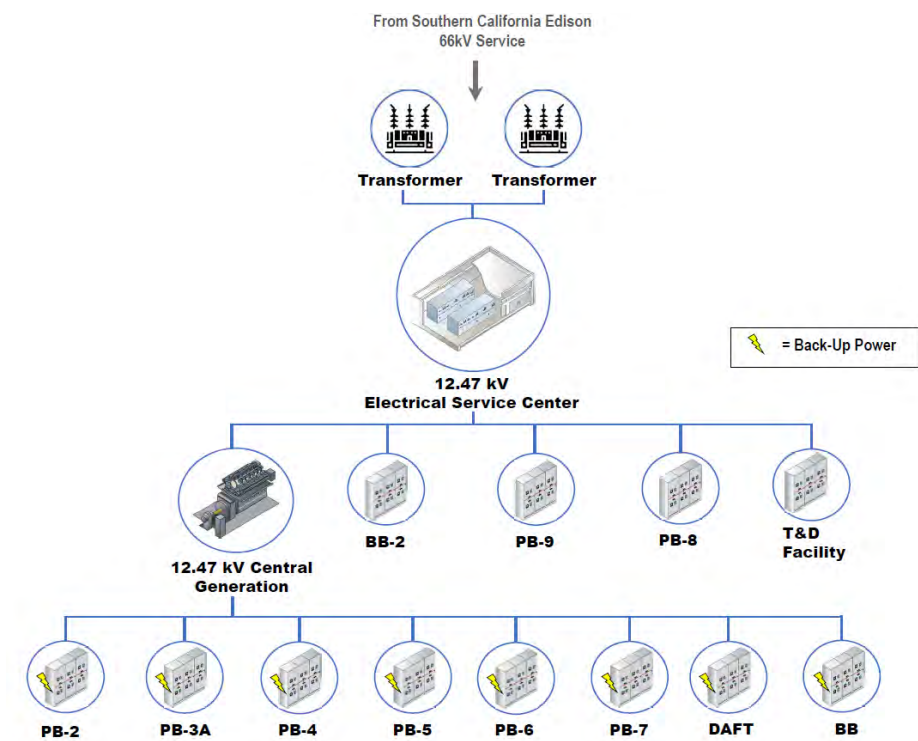 From Southern California Edison
66kV Service
Transformer
Transformer
12.47 kV
Electrical Service Center
= Back-Up Power
12.47 kV Central
Generation
BB-2
PB-9
PB-8
T&D
Facility
PB-2
PB-3A
PB-4
PB-5
PB-6
PB-7
DAFT
BB